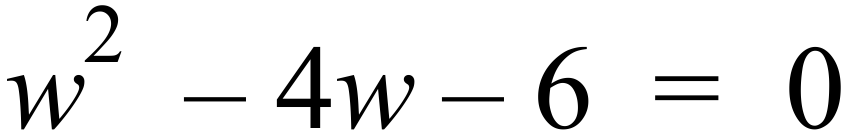 w² − 4w − 6 = 0